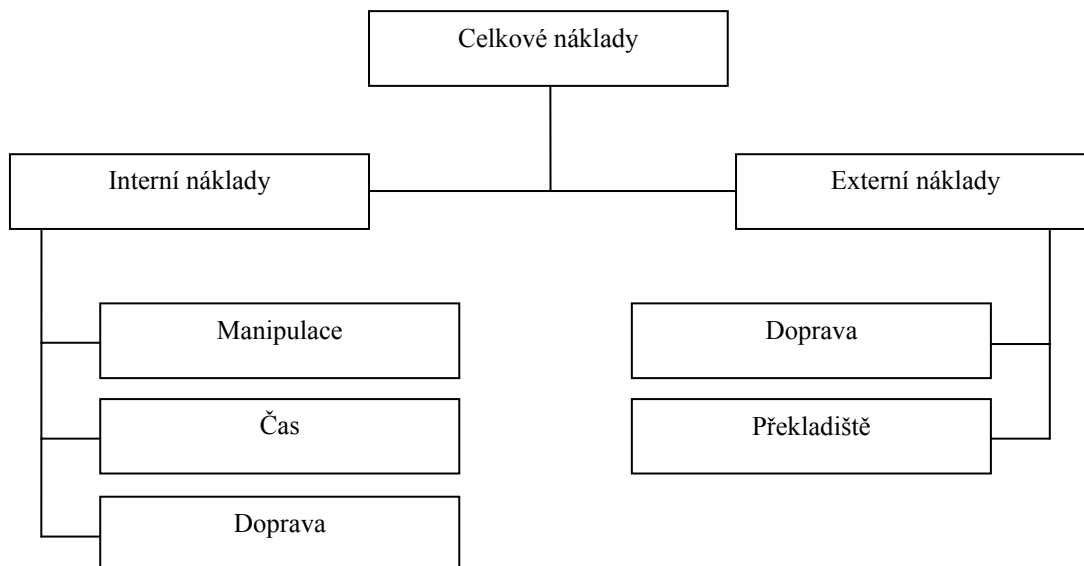 Celkové náklady
Interní náklady
Externí náklady
Manipulace
Doprava
Čas
Překladiště
Doprava